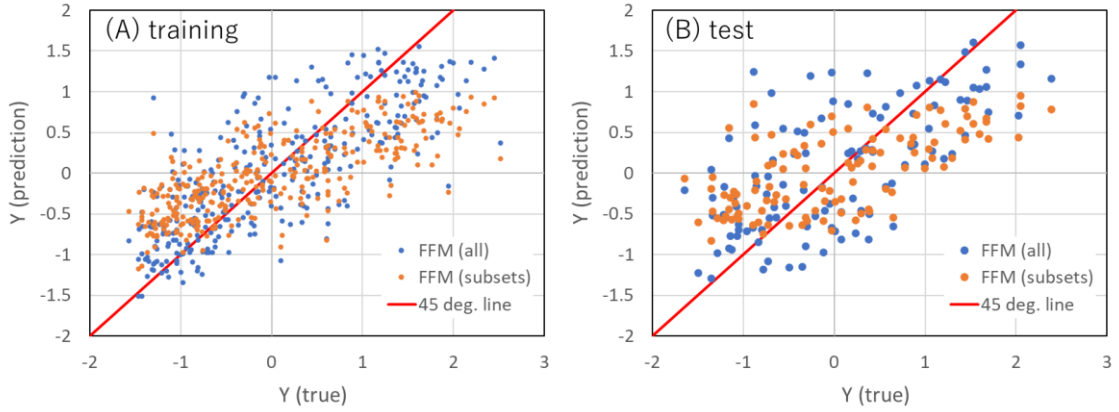 (A) training
2
1.5
1
0.5
0
-0.5
-1
-1.5
-2
Y (prediction)
FFM (all)
FFM (subsets)
45 deg. line
-2 -1 0 1 2 3
Y (true)
(B) test
2
1.5
1
0.5
0
-0.5
-1
-1.5
-2
Y (prediction)
FFM (all)
FFM (subsets)
45 deg. line
-2 -1 0 1 2 3
Y (true)